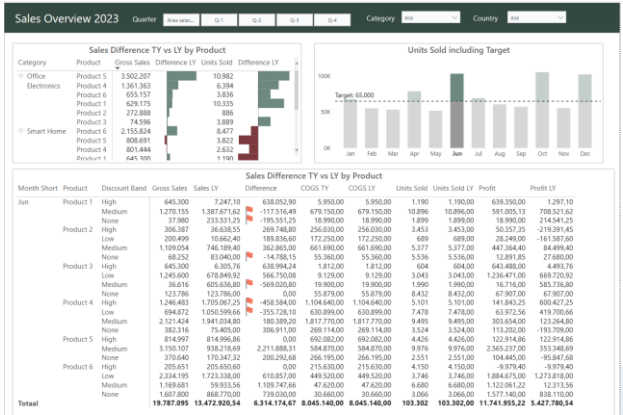 Sales Overview 2023 Quarter Alles selec... Q-1 Q-2 Q-3 Q-4 Category Alle Country Alle
Sales Difference TY vs LY by Product
Category Product Gross Sales Difference LY Units Sold Difference LY
Office Product 5 3.502.207 10.982
Electronics Product 4 1.361.363 6.394
Product 6 655.157 3.836
Product 1 629.175 10.335
Product 2 272.888 886
Product 3 74.596 3.889
Smart Home Product 6 2.155.824 8.477
Product 5 808.691 3.822
Product 4 801.444 2.632
Product 1 645.300 1.190
Units Sold including Target
100K
Target: 65.000
50K
0K
Jan Feb Mar Apr May Jun Jul Aug Sep Oct Nov Dec
Sales Difference TY vs LY by Product
Month Short Product Discount Band Gross Sales Sales LY Difference COGS TY COGS LY Units Sold Units Sold LY Profit Profit LY
Jun Product 1 High 645.300 7.247,10 638.052,90 5.950,00 5.950,00 1.190 1.190,00 639.350,00 1.297,10
Medium 1.270.155 1.387.671,62 -117.516,49 679.150,00 679.150,00 10.896 10.896,00 591.005,13 708.521,62
None 37.980 233.531,25 -195.551,25 18.990,00 18.990,00 1.899 1.899,00 18.990,00 214.541,25
Product 2 High 306.387 36.638,55 269.748,80 256.030,00 256.030,00 3.453 3.453,00 50.357,35 -219.391,45
Low 200.499 10.662,40 189.836,60 172.250,00 172.250,00 689 689,00 28.249,00 -161.587,60
Medium 1.109.054 746.189,40 362.865,00 661.690,00 661.690,00 5.377 5.377,00 447.364,40 84.499,40
None 68.252 83.040,00 -14.788,15 55.360,00 55.360,00 5.536 5.536,00 12.891,85 27.680,00
Product 3 High 645.300 6.305,76 638.994,24 1.812,00 1.812,00 604 604,00 643.488,00 4.493,76
Low 1.245.600 678.849,92 566.750,08 9.129,00 9.129,00 3.043 3.043,00 1.236.471,00 669.720,92
Medium 36.616 605.636,80 -569.020,80 19.900,00 19.900,00 1.990 1.990,00 16.716,00 585.736,80
None 123.786 123.786,00 0,00 55.879,00 55.879,00 8.432 8.432,00 67.907,00 67.907,00
Product 4 High 1.246.483 1.705.067,25 -458.584,00 1.104.640,00 1.104.640,00 5.101 5.101,00 141.843,25 600.427,25
Low 694.872 1.050.599,66 -355.728,10 630.899,00 630.899,00 7.478 7.478,00 63.972,56 419.700,66
Medium 2.121.424 1.941.034,80 180.389,20 1.817.770,00 1.817.770,00 9.495 9.495,00 303.654,00 123.264,80
None 382.316 75.405,00 306.911,00 269.114,00 269.114,00 3.524 3.524,00 113.202,00 -193.709,00
Product 5 High 814.997 814.996,86 0,00 692.082,00 692.082,00 4.426 4.426,00 122.914,86 122.914,86
Medium 3.150.107 938.218,69 2.211.888,31 584.870,00 584.870,00 9.976 9.976,00 2.565.237,00 353.348,69
None 370.640 170.347,32 200.292,68 266.195,00 266.195,00 2.551 2.551,00 104.445,00 -95.847,68
Product 6 High 205.651 205.650,60 0,00 215.630,00 215.630,00 4.150 4.150,00 -9.979,40 -9.979,40
Low 2.334.195 1.723.338,00 610.857,00 449.520,00 449.520,00 3.746 3.746,00 1.884.675,00 1.273.818,00
Medium 1.169.681 59.933,56 1.109.747,66 47.620,00 47.620,00 6.680 6.680,00 1.122.061,22 12.313,56
None 1.607.800 868.770,00 739.030,00 30.660,00 30.660,00 3.066 3.066,00 1.577.140,00 838.110,00
Totaal 19.787.095 13.472.920,54 6.314.174,67 8.045.140,00 8.045.140,00 103.302 103.302,00 11.741.955,22 5.427.780,54